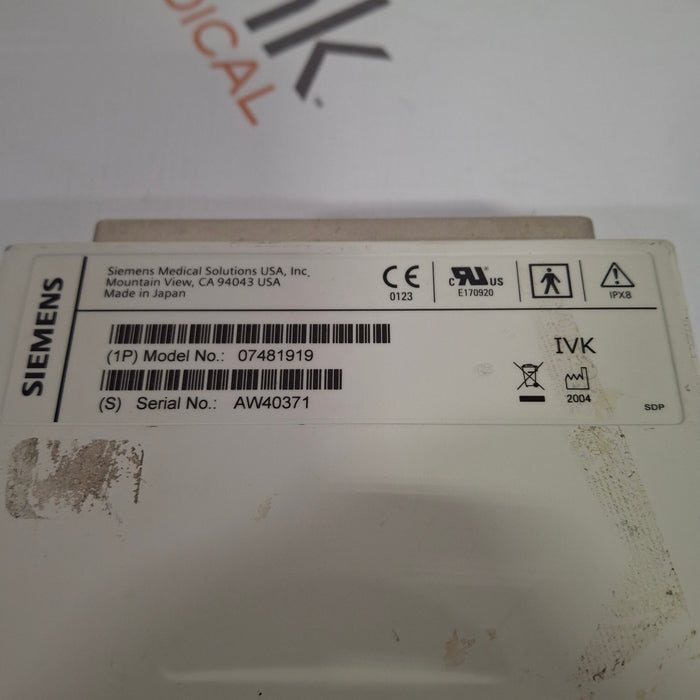 DICAL
SIEMENS
Siemens Medical Solutions USA, Inc.
Mountain View, CA 94043 USA
Made in Japan
CE
0123
c RU US
E170920
IPX8
(1P) Model No.: 07481919
(S) Serial No.: AW40371
IVK
2004
SDP